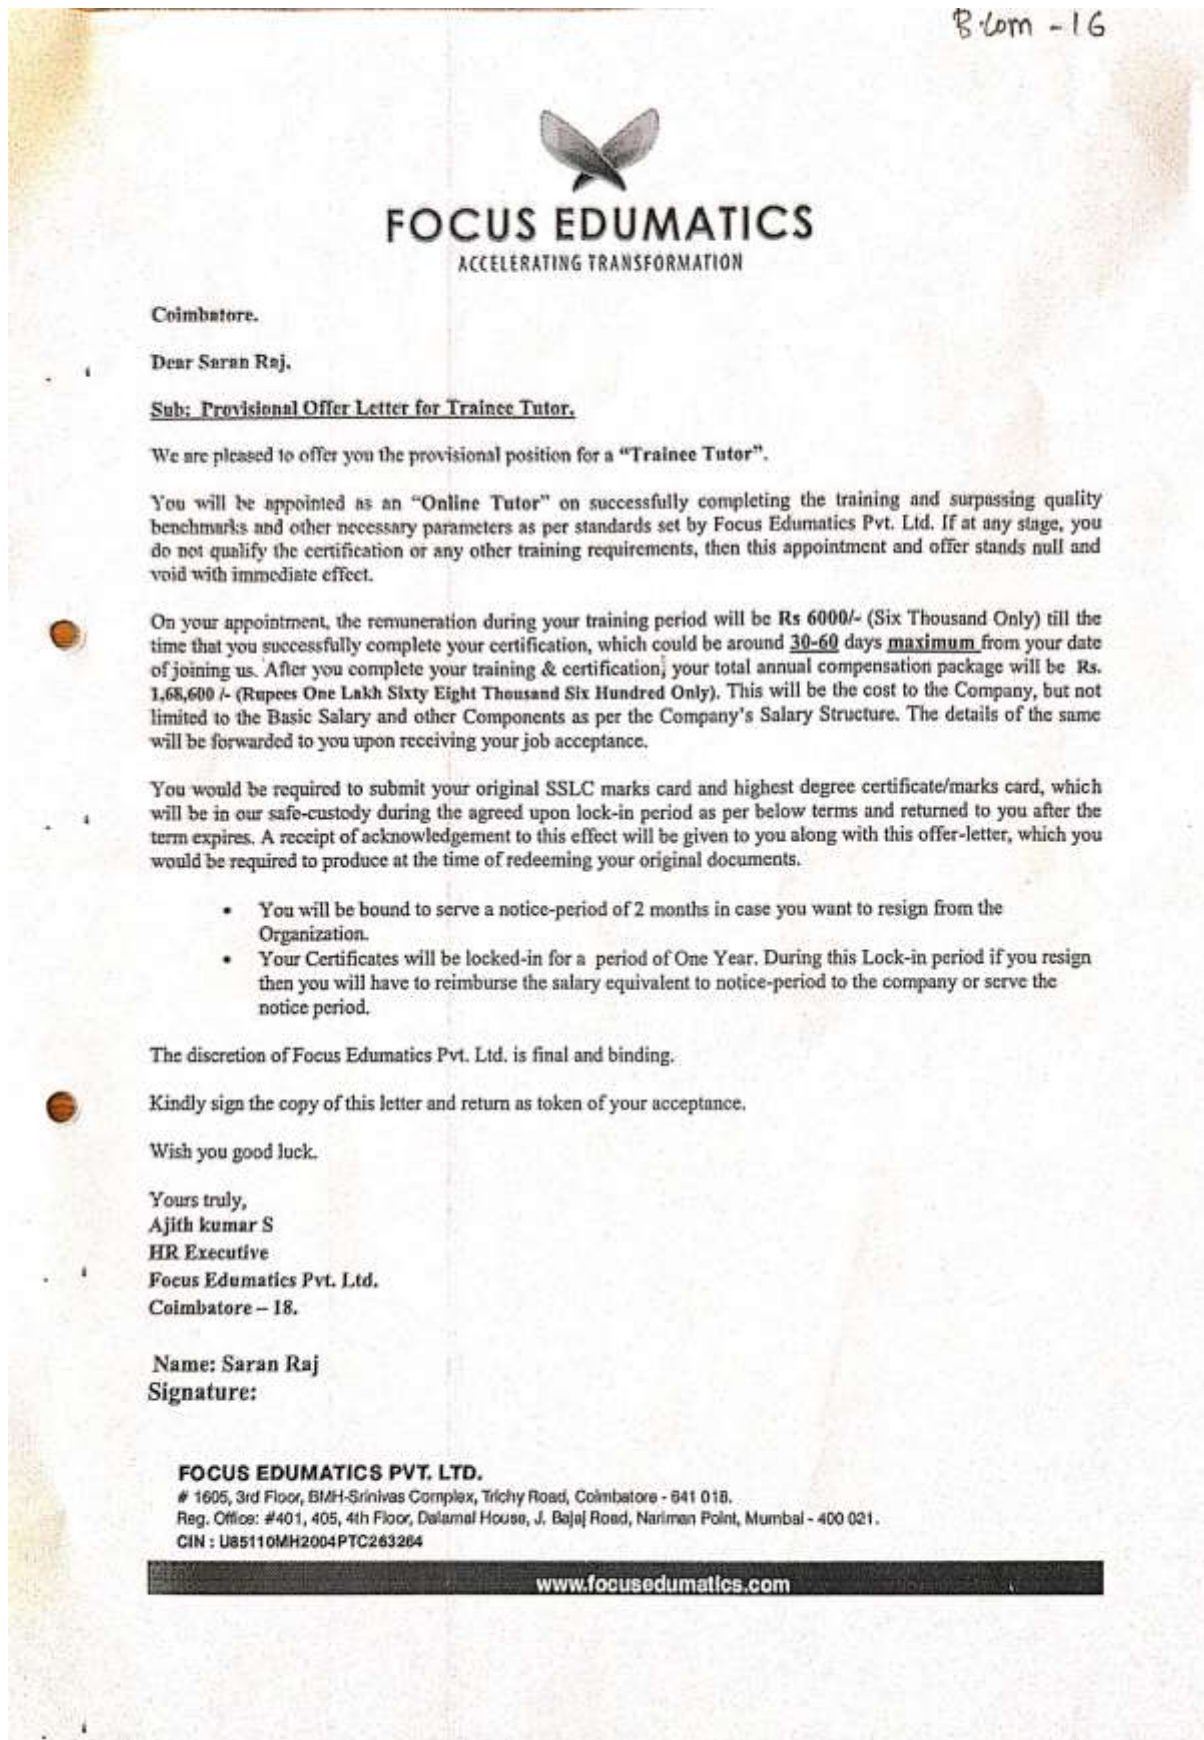 B.Com - 16
FOCUS EDUMATICS
ACCELERATING TRANSFORMATION
Coimbatore.
Dear Saran Raj,
Sub: Provisional Offer Letter for Trainee Tutor.
We are pleased to offer you the provisional position for a “Trainee Tutor”.
You will be appointed as an “Online Tutor” on successfully completing the training and surpassing quality
benchmarks and other necessary parameters as per standards set by Focus Edumatics Pvt. Ltd. If at any stage, you
do not qualify the certification or any other training requirements, then this appointment and offer stands null and
void with immediate effect.
On your appointment, the remuneration during your training period will be Rs 6000/- (Six Thousand Only) till the
time that you successfully complete your certification, which could be around 30-60 days maximum from your date
of joining us. After you complete your training & certification, your total annual compensation package will be Rs.
1,68,600 /- (Rupees One Lakh Sixty Eight Thousand Six Hundred Only). This will be the cost to the Company, but not
limited to the Basic Salary and other Components as per the Company's Salary Structure. The details of the same
will be forwarded to you upon receiving your job acceptance.
You would be required to submit your original SSLC marks card and highest degree certificate/marks card, which
will be in our safe-custody during the agreed upon lock-in period as per below terms and returned to you after the
term expires. A receipt of acknowledgement to this effect will be given to you along with this offer-letter, which you
would be required to produce at the time of redeeming your original documents.
• You will be bound to serve a notice-period of 2 months in case you want to resign from the
Organization.
• Your Certificates will be locked-in for a period of One Year. During this Lock-in period if you resign
then you will have to reimburse the salary equivalent to notice-period to the company or serve the
notice period.
The discretion of Focus Edumatics Pvt. Ltd. is final and binding.
Kindly sign the copy of this letter and return as token of your acceptance.
Wish you good luck.
Yours truly,
Ajith kumar S
HR Executive
Focus Edumatics Pvt. Ltd.
Coimbatore – 18.
Name: Saran Raj
Signature:
FOCUS EDUMATICS PVT. LTD.
# 1605, 3rd Floor, BMH-Srinivas Complex, Trichy Road, Coimbatore - 641 018.
Reg. Office: #401, 405, 4th Floor, Dalamal House, J. Bajaj Road, Nariman Point, Mumbai - 400 021.
CIN : U85110MH2004PTC263264
www.focusedumatics.com